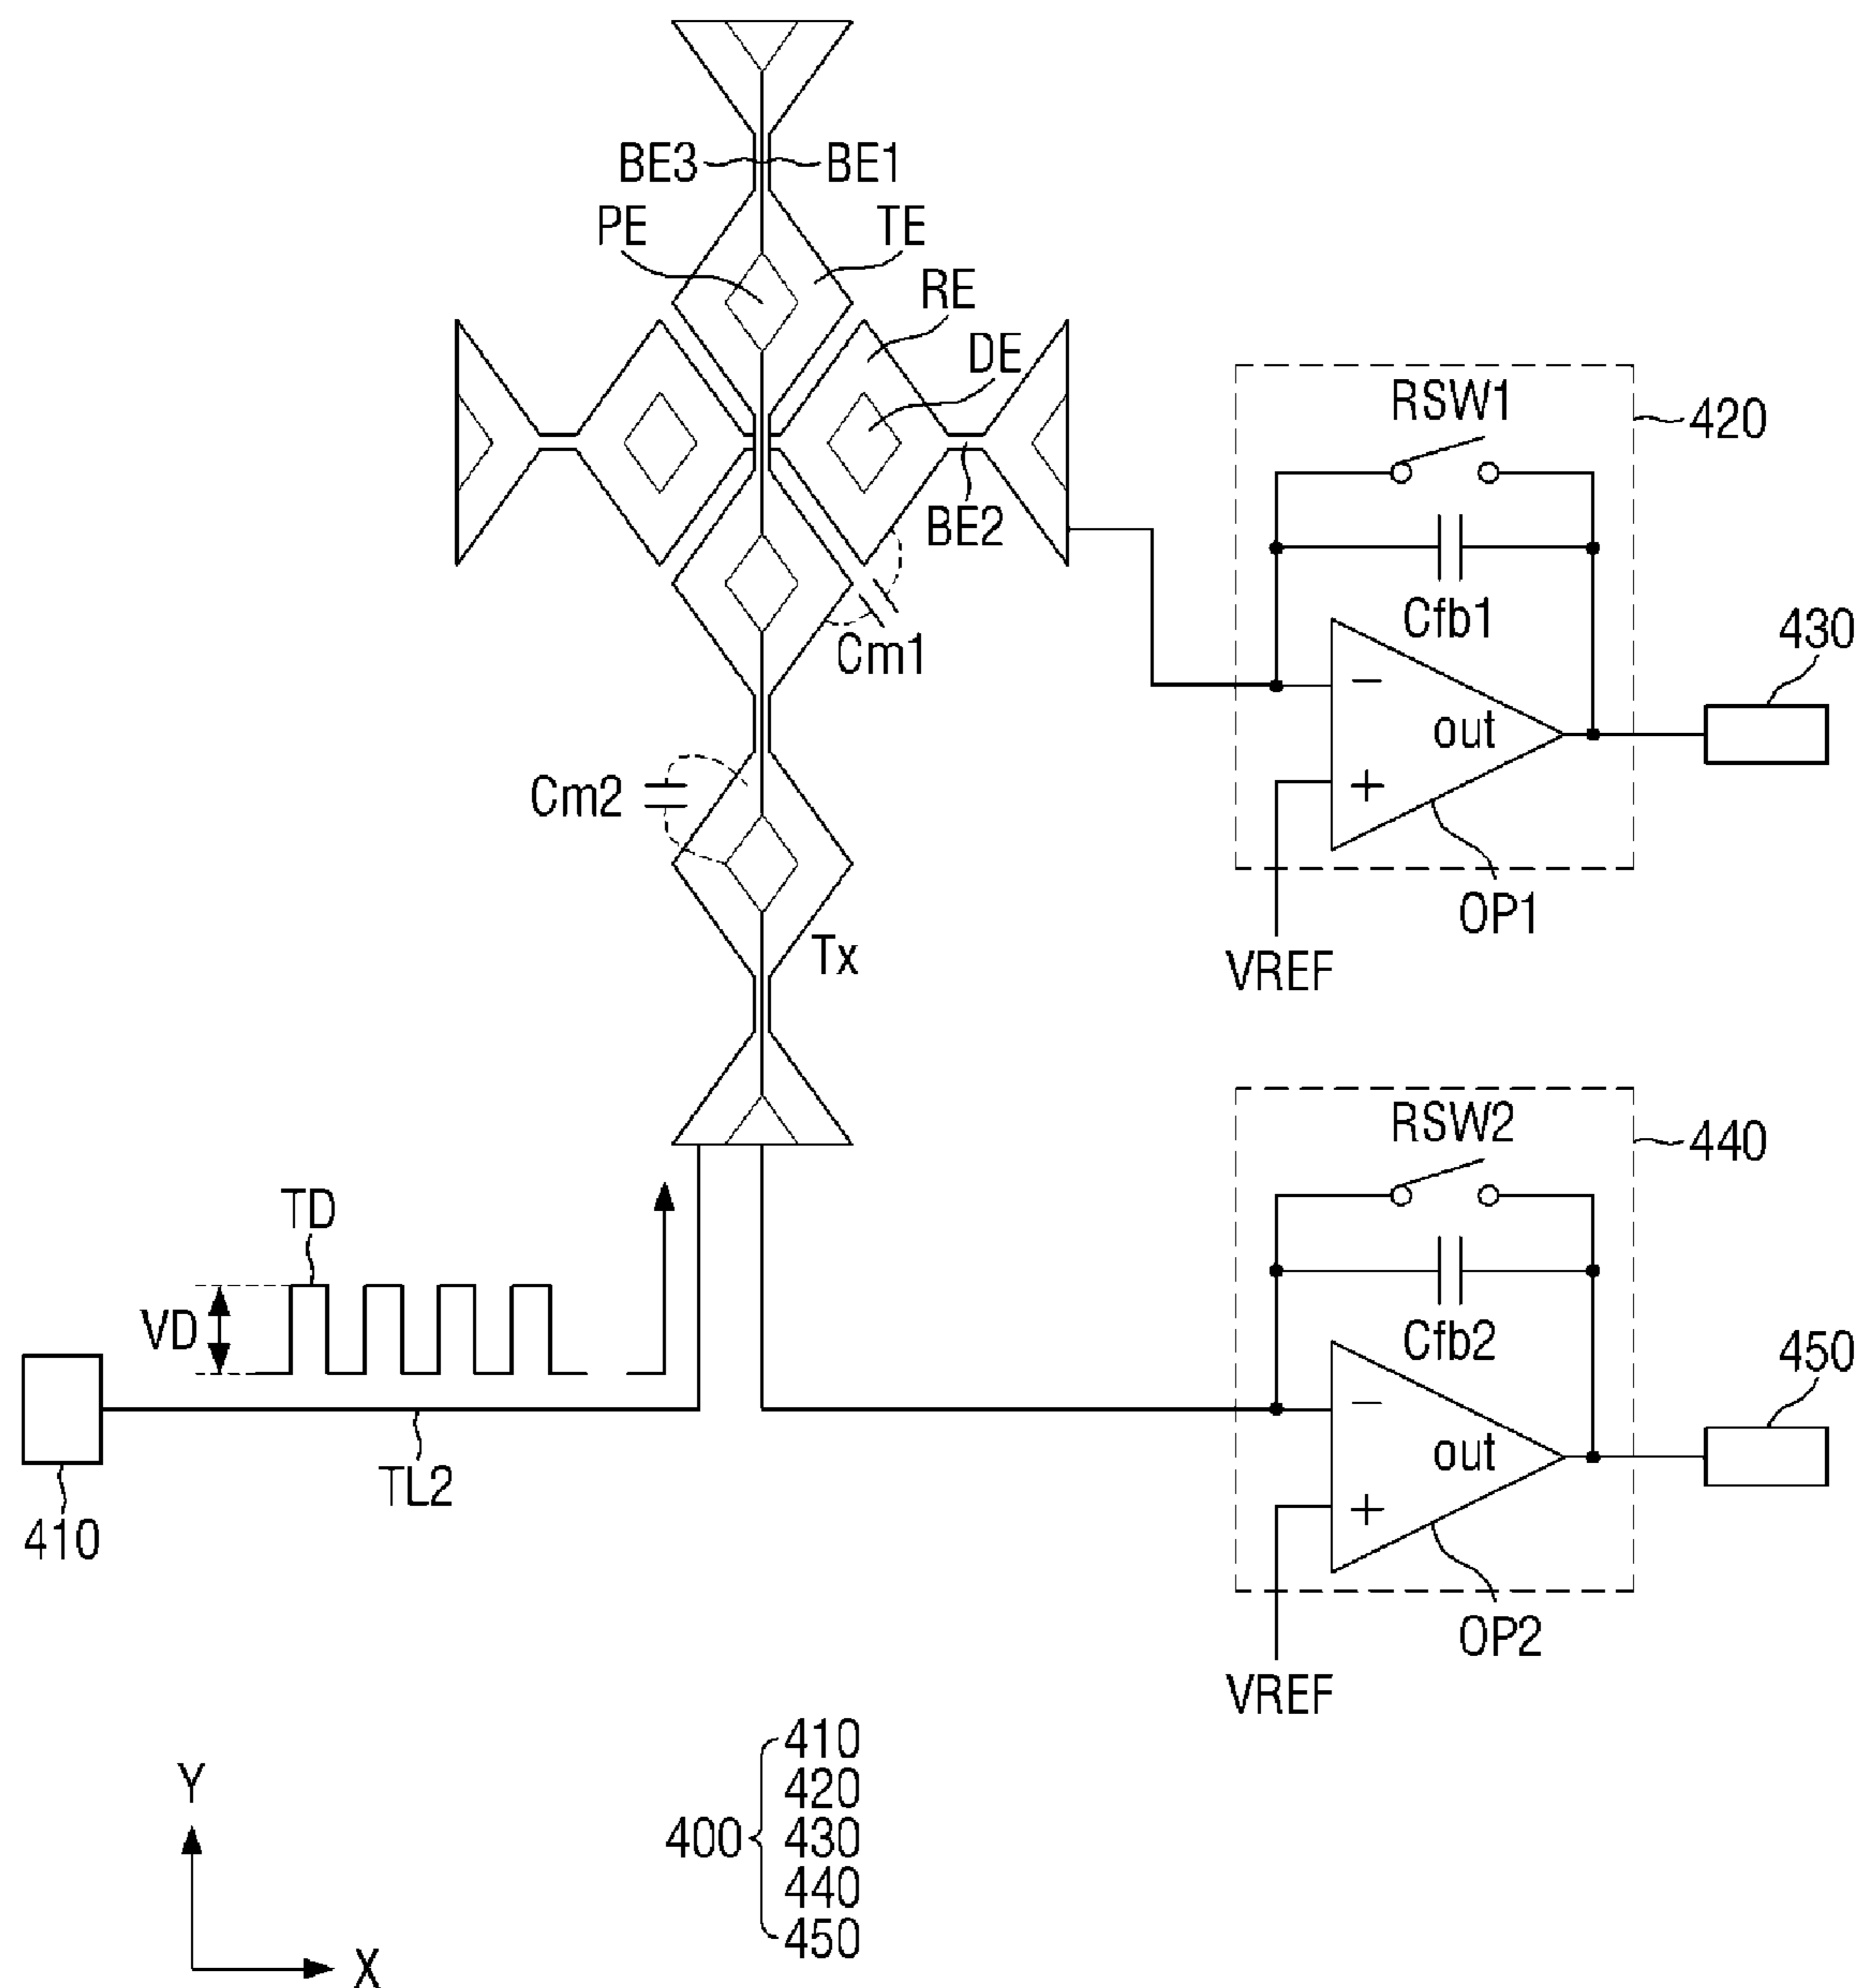 BE3
BE1
PE
TE
RE
DE
BE2
Cm1
Cm2
Tx
RSW1
420
Cfb1
430
−
out
+
OP1
VREF
RSW2
440
TD
VD
Cfb2
450
−
out
+
TL2
410
OP2
VREF
400
410
420
430
440
450
Y
X